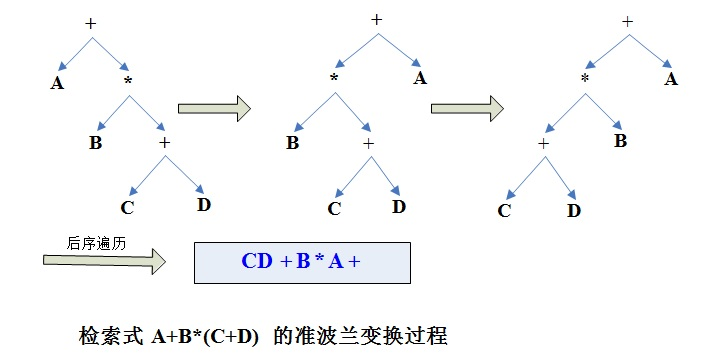 + + +
A * * A * A
B + B + + B
C D C D C D
后序遍历
CD + B * A +
检索式 A+B*(C+D) 的准波兰变换过程